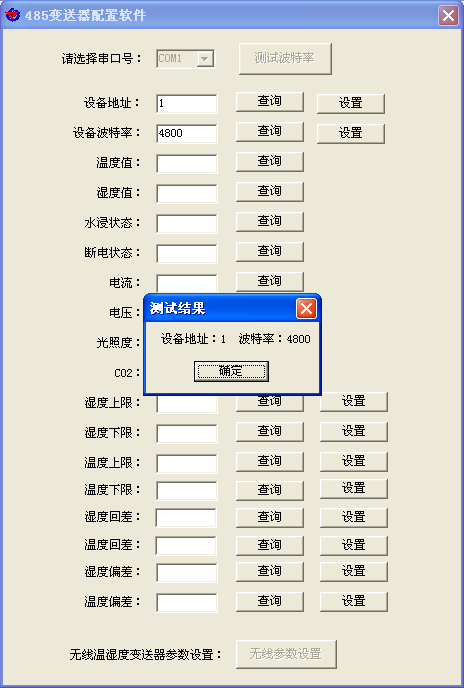 485变送器配置软件
请选择串口号： COM1 测试波特率
设备地址： 1 查询 设置
设备波特率： 4800 查询 设置
温度值： 查询
湿度值： 查询
水浸状态： 查询
断电状态： 查询
电流： 查询
电压：
测试结果
光照度：
设备地址：1 波特率：4800
CO2：
确定
湿度上限： 查询 设置
湿度下限： 查询 设置
温度上限： 查询 设置
温度下限： 查询 设置
湿度回差： 查询 设置
温度回差： 查询 设置
湿度偏差： 查询 设置
温度偏差： 查询 设置
无线温湿度变送器参数设置： 无线参数设置